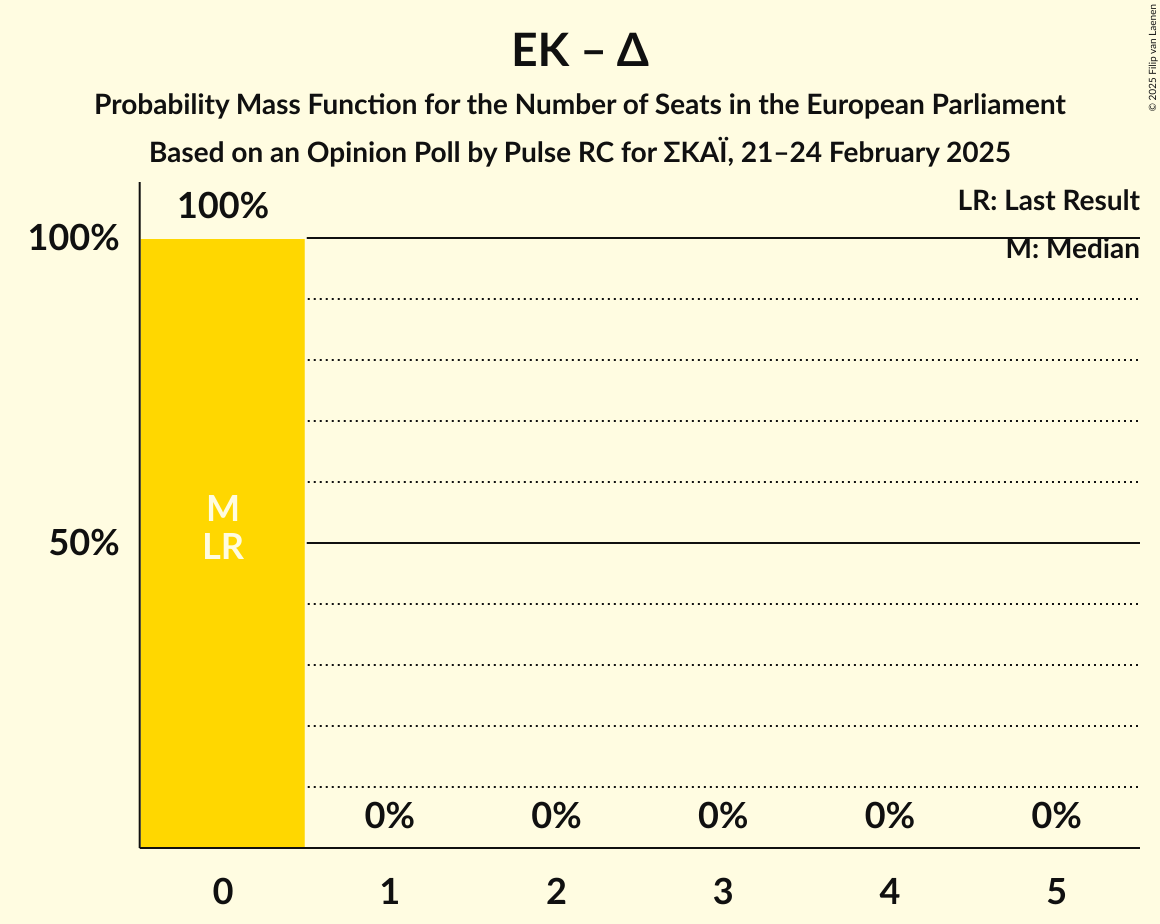 ΕΚ – Δ
Probability Mass Function for the Number of Seats in the European Parliament
Based on an Opinion Poll by Pulse RC for ΣΚΑΪ, 21–24 February 2025
© 2025 Filip van Laenen
LR: Last Result
M: Median
100%
100%
50%
M
LR
0% 0% 0% 0% 0%
0 1 2 3 4 5